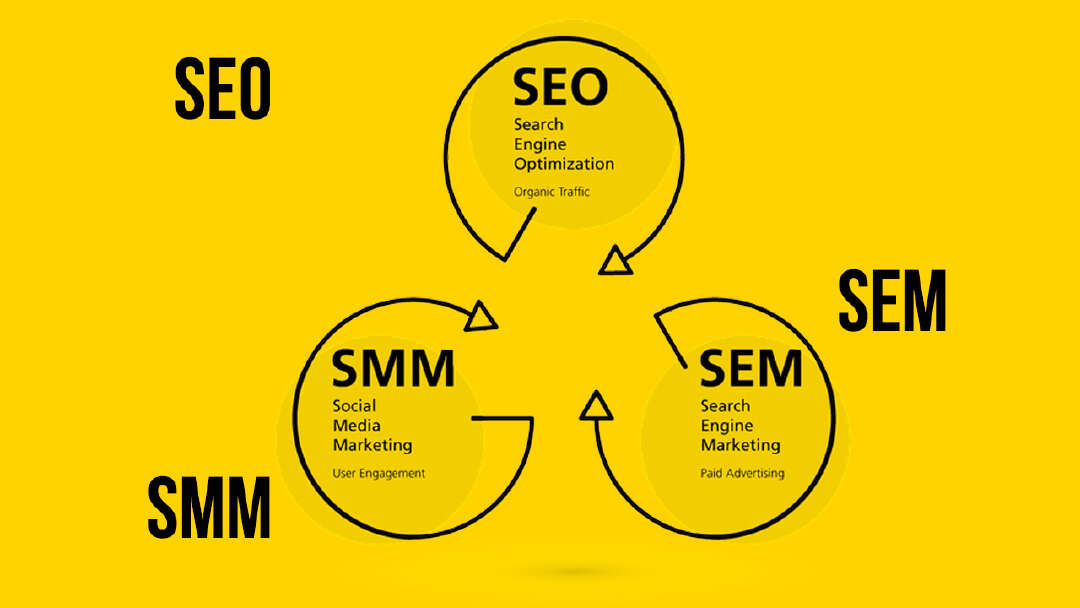 SEO
SEO
Search
Engine
Optimization
Organic Traffic
SEM
SMM
Social
Media
Marketing
User Engagement
SEM
Search
Engine
Marketing
Paid Advertising
SMM